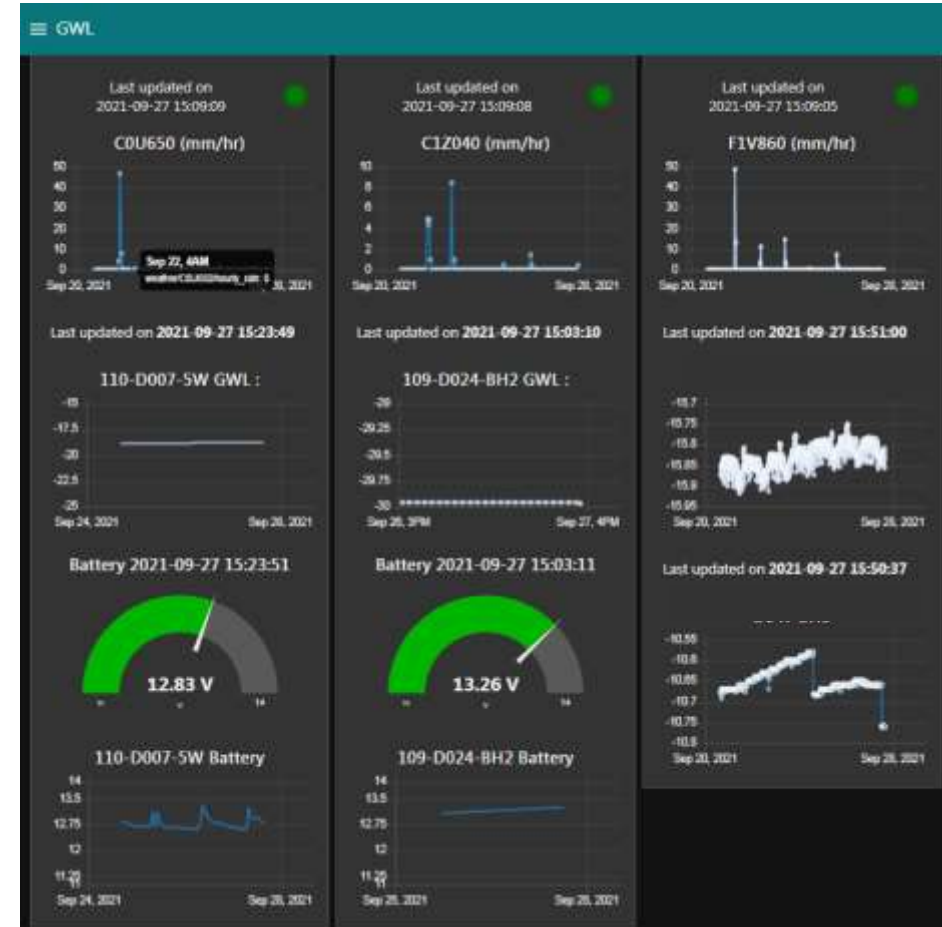 GWL
Last updated on
2021-09-27 15:09:09
C0U650 (mm/hr)
50
40
30
20
10
0
Sep 22, 4AM
Sep 20, 2021
Last updated on 2021-09-27 15:23:49
110-D007-5W GWL :
-15
-17.5
-20
-22.5
-25
Sep 24, 2021 Sep 28, 2021
Battery 2021-09-27 15:23:51
12.83 V
14
110-D007-5W Battery
14
13.5
12.75
12
11.25
11
Sep 24, 2021 Sep 28, 2021
Last updated on
2021-09-27 15:09:08
C1Z040 (mm/hr)
10
8
6
4
2
0
Sep 20, 2021 Sep 28, 2021
Last updated on 2021-09-27 15:03:10
109-D024-BH2 GWL :
-29
-29.25
-29.5
-29.75
-30
Sep 26, 3PM Sep 27, 4PM
Battery 2021-09-27 15:03:11
13.26 V
14
109-D024-BH2 Battery
14
13.5
12.75
12
11.25
11
Sep 25, 2021 Sep 28, 2021
Last updated on
2021-09-27 15:09:05
F1V860 (mm/hr)
50
40
30
20
10
0
Sep 20, 2021 Sep 28, 2021
Last updated on 2021-09-27 15:51:00
-15.7
-15.75
-15.8
-15.85
-15.9
-15.95
Sep 20, 2021 Sep 28, 2021
Last updated on 2021-09-27 15:50:37
-10.55
-10.6
-10.65
-10.7
-10.75
-10.8
Sep 20, 2021 Sep 28, 2021